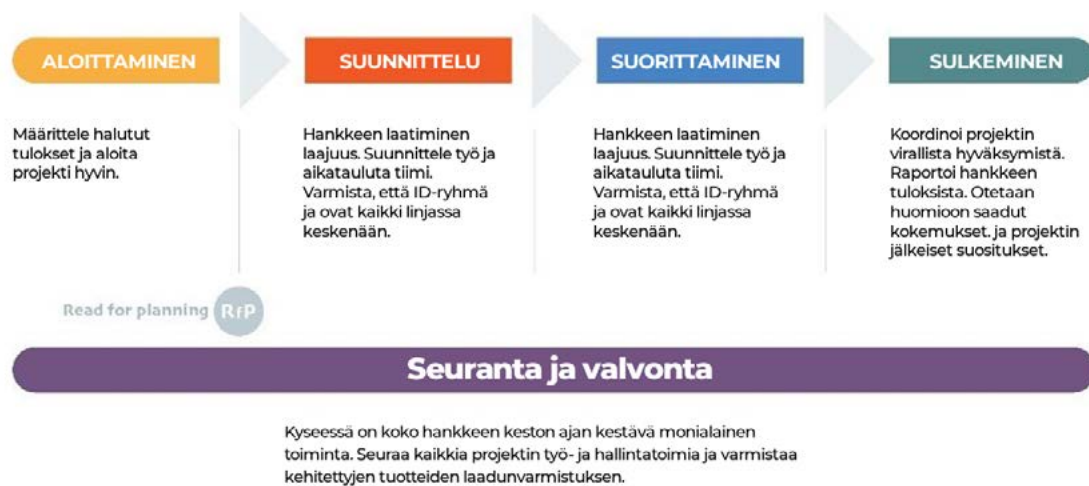 ALOITTAMINEN
SUUNNITTELU
SUORITTAMINEN
SULKEMINEN
Määrittele halutut
tulokset ja aloita
projekti hyvin.
Hankkeen laatiminen
laajuus. Suunnittele työ ja
aikatauluta tiimi.
Varmista, että ID-ryhmä
ja ovat kaikki linjassa
keskenään.
Hankkeen laatiminen
laajuus. Suunnittele työ ja
aikatauluta tiimi.
Varmista, että ID-ryhmä
ja ovat kaikki linjassa
keskenään.
Koordinoi projektin
virallista hyväksymistä.
Raportoi hankkeen
tuloksista. Otetaan
huomioon saadut
kokemukset. ja projektin
jälkeiset suositukset.
Read for planning RfP
Seuranta ja valvonta
Kyseessä on koko hankkeen keston ajan kestävä monialainen
toiminta. Seuraa kaikkia projektin työ- ja hallintatoimia ja varmistaa
kehitettyjen tuotteiden laadunvarmistuksen.